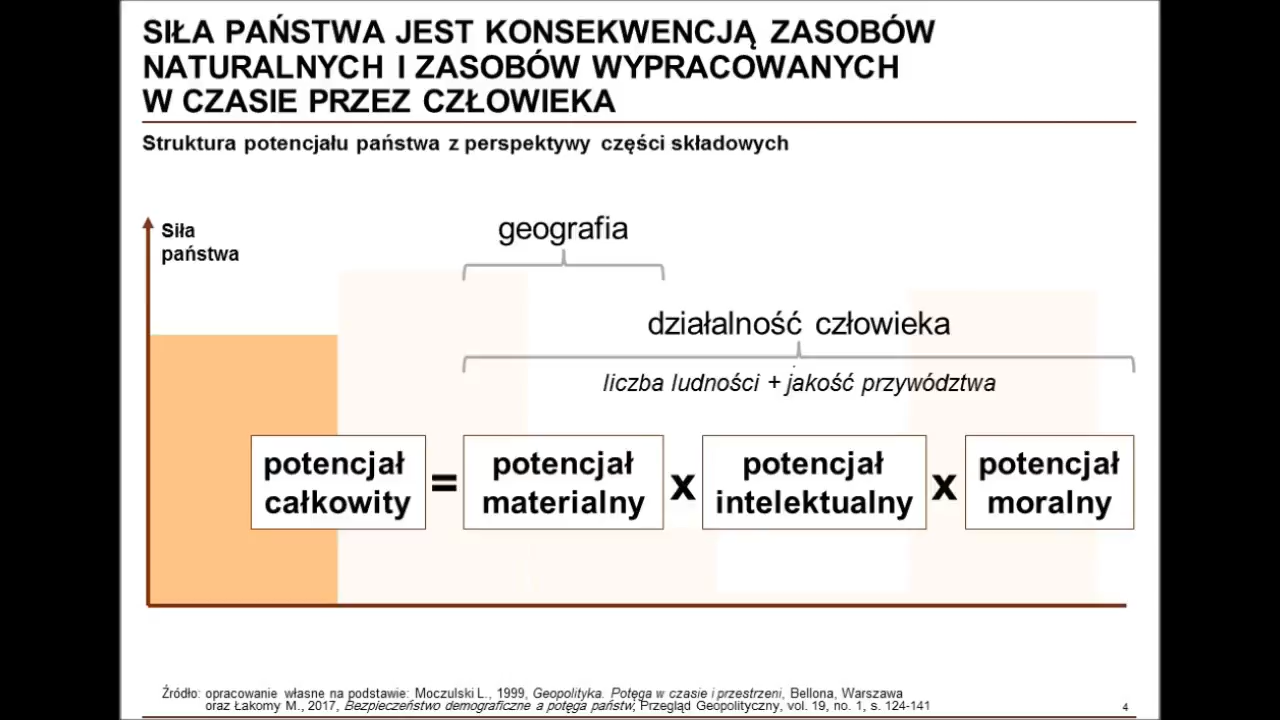 SIŁA PAŃSTWA JEST KONSEKWENCJĄ ZASOBÓW
NATURALNYCH I ZASOBÓW WYPRACOWANYCH
W CZASIE PRZEZ CZŁOWIEKA
Struktura potencjału państwa z perspektywy części składowych
Siła
państwa
geografia
działalność człowieka
liczba ludności + jakość przywództwa
potencjał
całkowity
=
potencjał
materialny
x
potencjał
intelektualny
x
potencjał
moralny
Źródło: opracowanie własne na podstawie: Moczulski L., 1999, Geopolityka. Potęga w czasie i przestrzeni, Bellona, Warszawa
oraz Łakomy M., 2017, Bezpieczeństwo demograficzne a potęga państw, Przegląd Geopolityczny, vol. 19, no. 1, s. 124-141
4